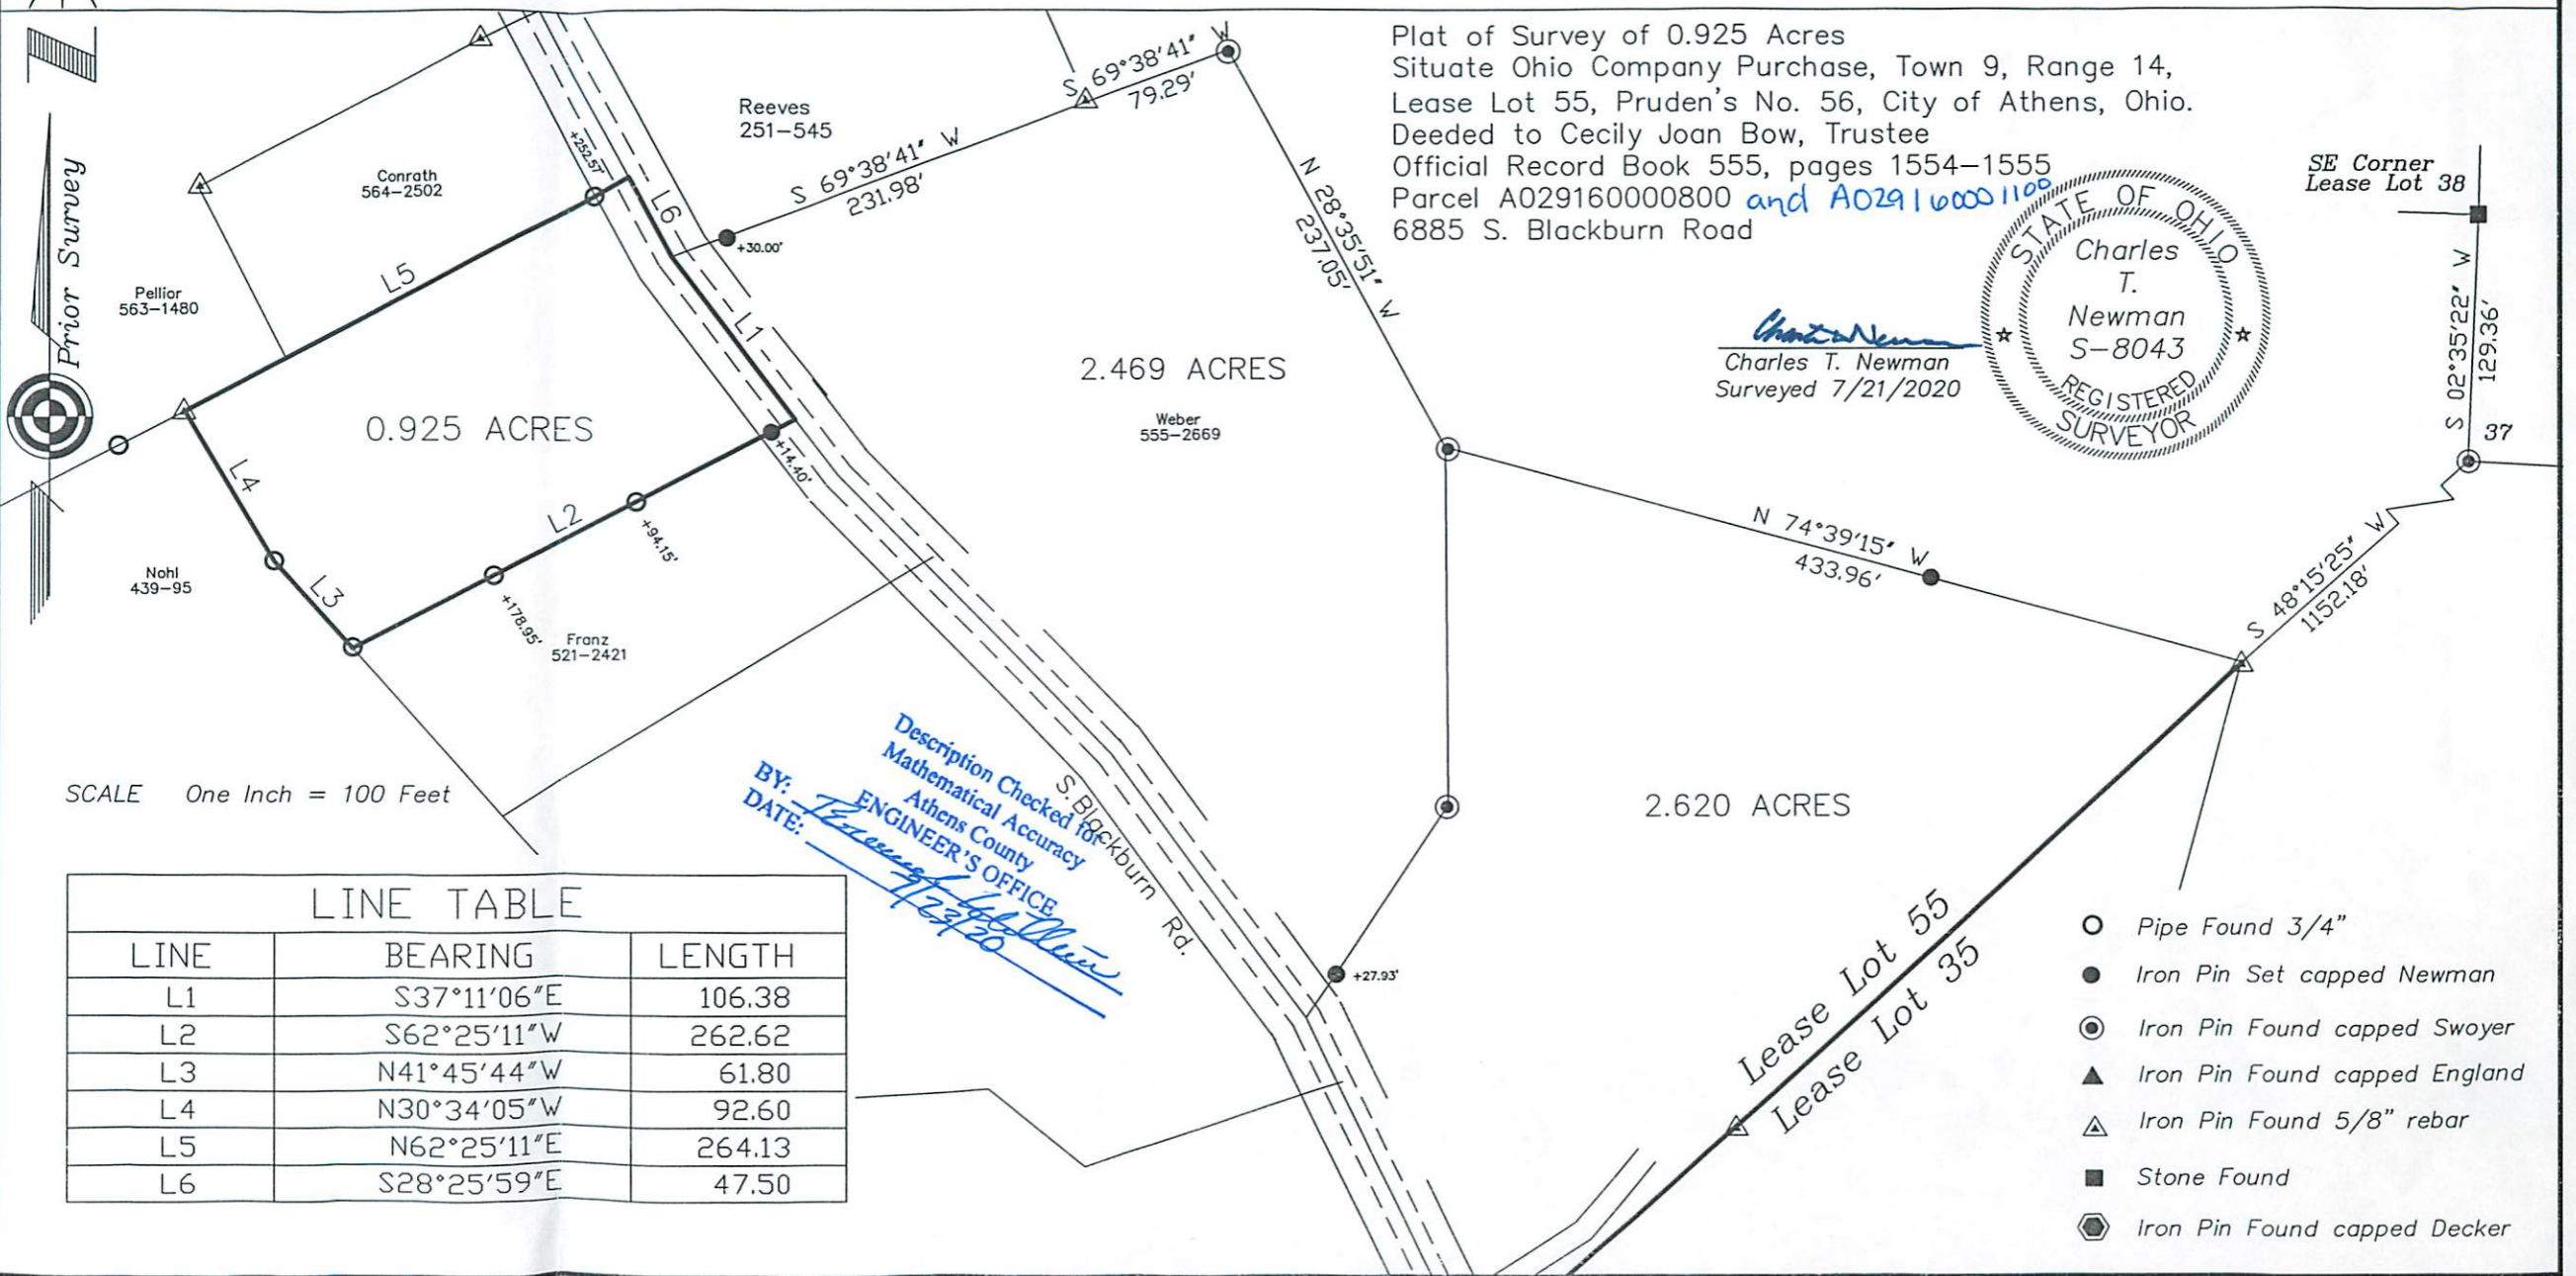 Plat of Survey of 0.925 Acres
Situate Ohio Company Purchase, Town 9, Range 14,
Lease Lot 55, Pruden's No. 56, City of Athens, Ohio.
Deeded to Cecily Joan Bow, Trustee
Official Record Book 555, pages 1554-1555
Parcel A029160000800 and A029160001100
6885 S. Blackburn Road
Charles T. Newman
Surveyed 7/21/2020
STATE OF OHIO
Charles
T.
Newman
S-8043
REGISTERED
SURVEYOR
SE Corner
Lease Lot 38
S 02°35'22" W
129.36'
37
S 48°15'25" W
1152.18'
Prior Survey
Conrath
564-2502
Pellior
563-1480
Nohl
439-95
Franz
521-2421
Reeves
251-545
Weber
555-2669
0.925 ACRES
2.469 ACRES
2.620 ACRES
L5
L6
L1
L4
L2
L3
+252.57'
+30.00'
+14.40'
+94.15'
+178.95'
+27.93'
S 69°38'41" W
231.98'
S 69°38'41" W
79.29'
N 28°35'51" W
237.05'
N 74°39'15" W
433.96'
S. Blackburn Rd.
Lease Lot 55
Lease Lot 35
SCALE One Inch = 100 Feet
Description Checked for
Mathematical Accuracy
Athens County
ENGINEER'S OFFICE
BY:
DATE: 7/23/20
LINE TABLE
LINE BEARING LENGTH
L1 S37°11'06"E 106.38
L2 S62°25'11"W 262.62
L3 N41°45'44"W 61.80
L4 N30°34'05"W 92.60
L5 N62°25'11"E 264.13
L6 S28°25'59"E 47.50
Pipe Found 3/4"
Iron Pin Set capped Newman
Iron Pin Found capped Swoyer
Iron Pin Found capped England
Iron Pin Found 5/8" rebar
Stone Found
Iron Pin Found capped Decker